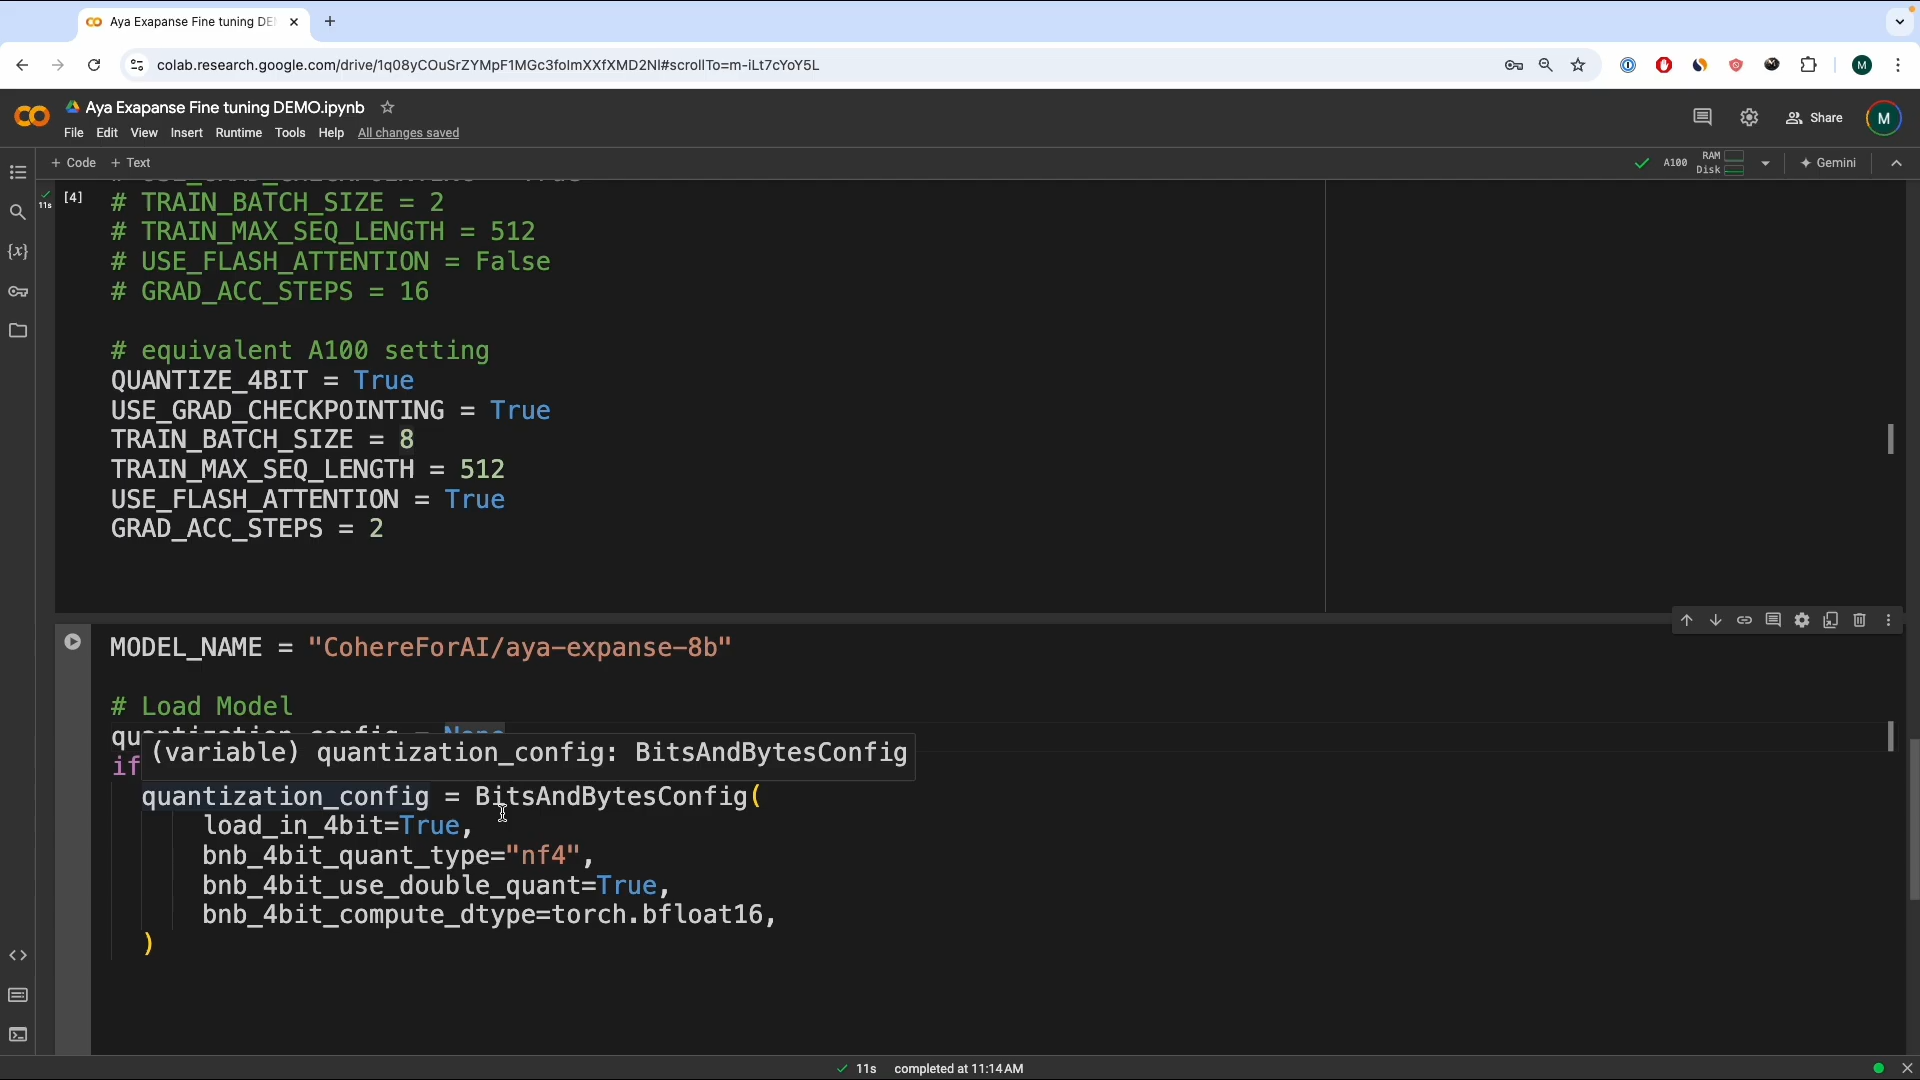 Aya Exapanse Fine tuning DE
colab.research.google.com/drive/1q08yCOuSrZYMpF1MGc3folmXXfXMD2NI#scrollTo=m-iLt7cYoY5L
M
Aya Exapanse Fine tuning DEMO.ipynb
File Edit View Insert Runtime Tools Help All changes saved
Share
M
+ Code + Text
A100
RAM
Disk
Gemini
11s
[4]
# TRAIN_BATCH_SIZE = 2
# TRAIN_MAX_SEQ_LENGTH = 512
# USE_FLASH_ATTENTION = False
# GRAD_ACC_STEPS = 16
# equivalent A100 setting
QUANTIZE_4BIT = True
USE_GRAD_CHECKPOINTING = True
TRAIN_BATCH_SIZE = 8
TRAIN_MAX_SEQ_LENGTH = 512
USE_FLASH_ATTENTION = True
GRAD_ACC_STEPS = 2
MODEL_NAME = "CohereForAI/aya-expanse-8b"
# Load Model
quantization_config = None
(variable) quantization_config: BitsAndBytesConfig
if
quantization_config = BitsAndBytesConfig(
load_in_4bit=True,
bnb_4bit_quant_type="nf4",
bnb_4bit_use_double_quant=True,
bnb_4bit_compute_dtype=torch.bfloat16,
)
11s completed at 11:14 AM